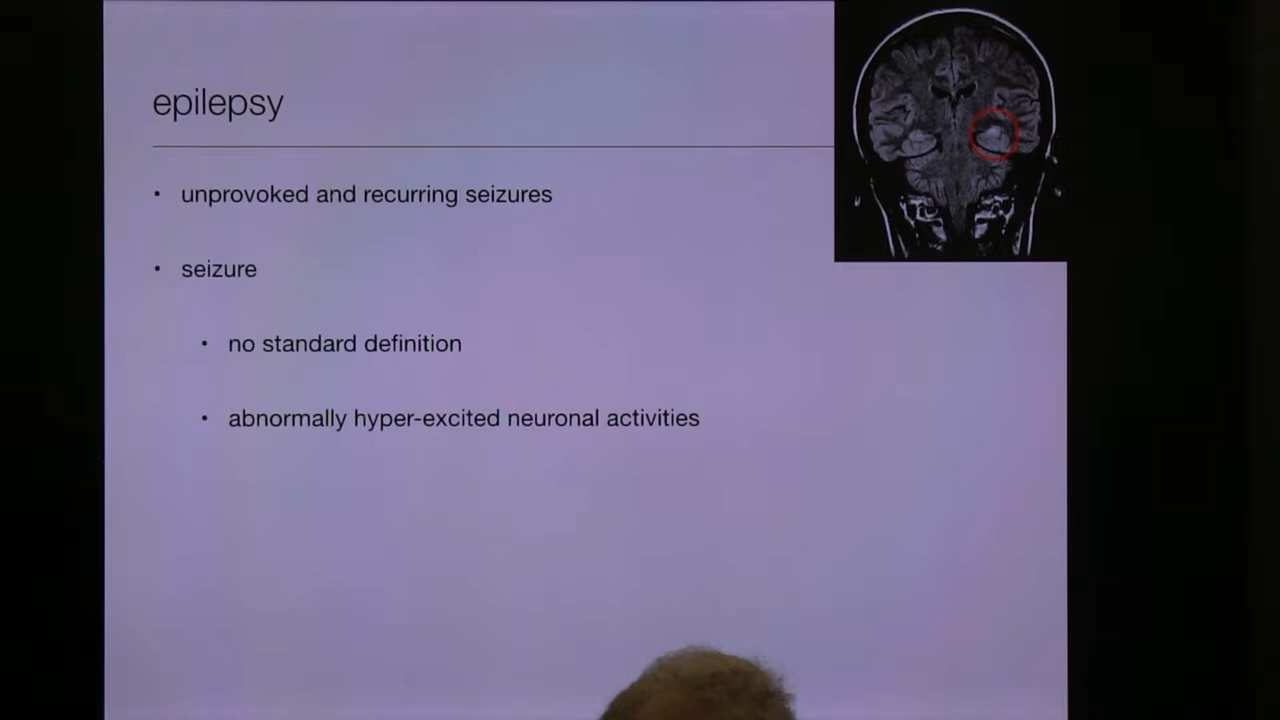 epilepsy
• unprovoked and recurring seizures
• seizure
• no standard definition
• abnormally hyper-excited neuronal activities